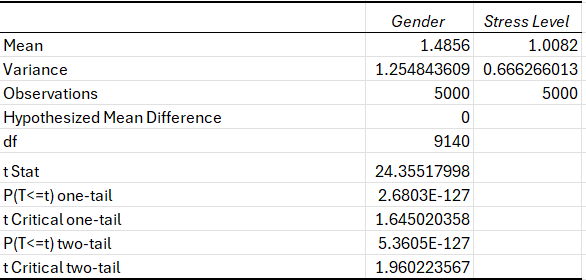 Gender Stress Level
Mean 1.4856 1.0082
Variance 1.254843609 0.666266013
Observations 5000 5000
Hypothesized Mean Difference 0
df 9140
t Stat 24.35517998
P(T<=t) one-tail 2.6803E-127
t Critical one-tail 1.645020358
P(T<=t) two-tail 5.3605E-127
t Critical two-tail 1.960223567